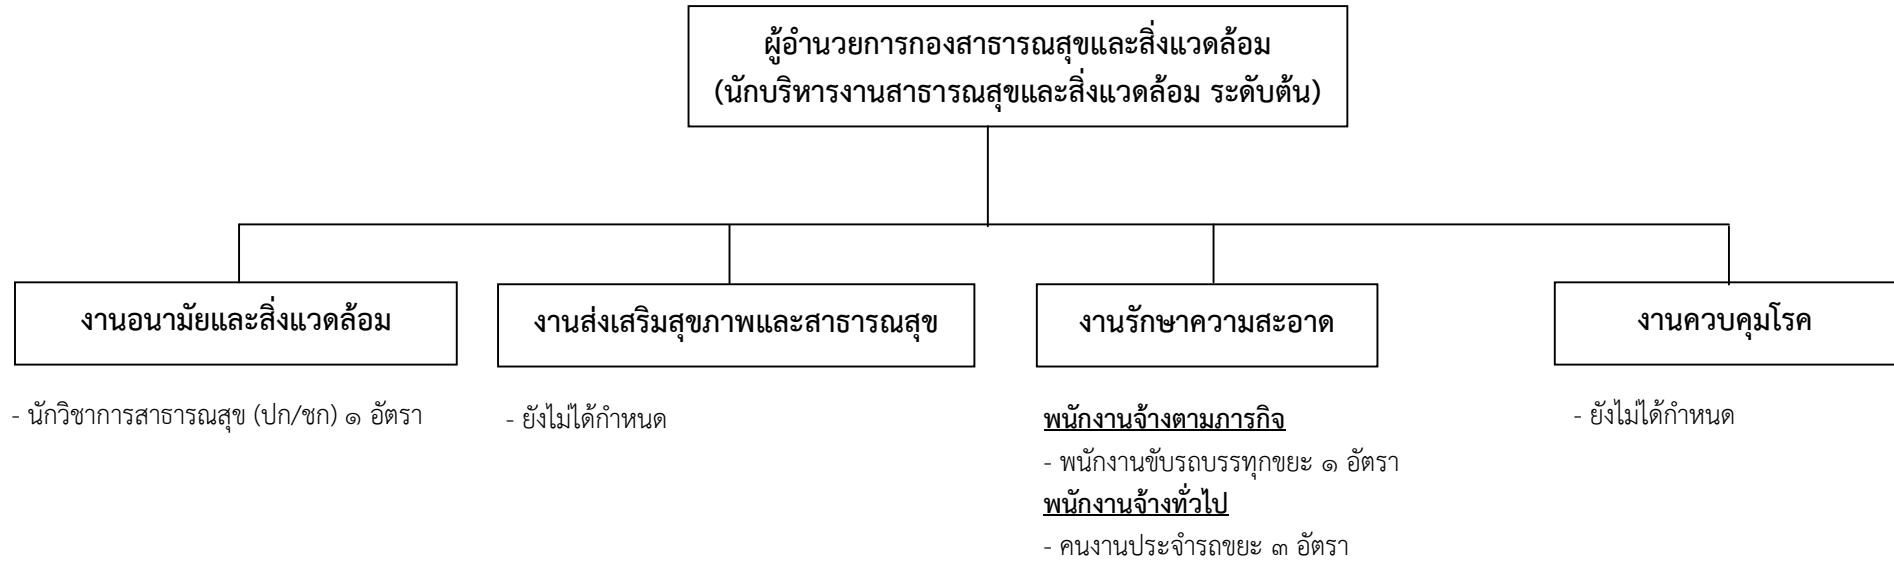 ผู้อำนวยการกองสาธารณสุขและสิ่งแวดล้อม
(นักบริหารงานสาธารณสุขและสิ่งแวดล้อม ระดับต้น)
งานอนามัยและสิ่งแวดล้อม
- นักวิชาการสาธารณสุข (ปก/ชก) ๑ อัตรา
งานส่งเสริมสุขภาพและสาธารณสุข
- ยังไม่ได้กำหนด
งานรักษาความสะอาด
พนักงานจ้างตามภารกิจ
- พนักงานขับรถบรรทุกขยะ ๑ อัตรา
พนักงานจ้างทั่วไป
- คนงานประจำรถขยะ ๓ อัตรา
งานควบคุมโรค
- ยังไม่ได้กำหนด